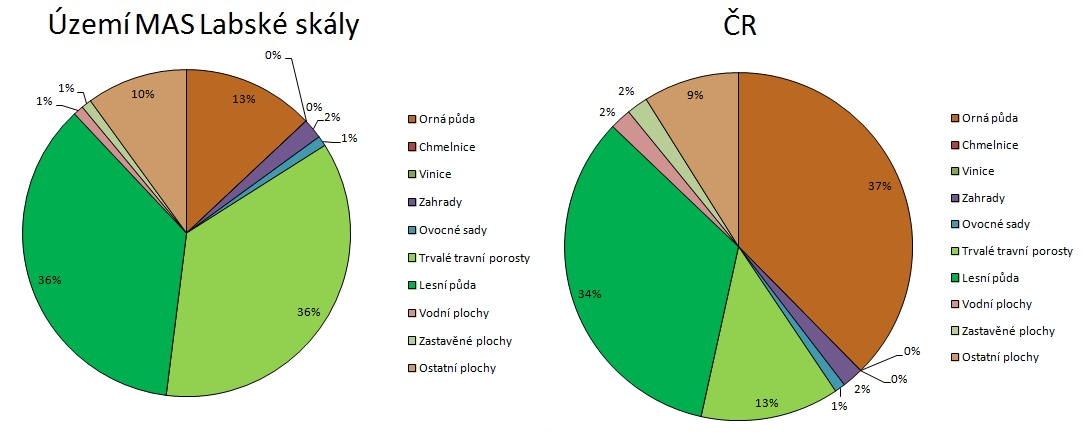 Území MAS Labské skály
0%
1%
1%
10%
13%
0%
2%
1%
36%
36%
Orná půda
Chmelnice
Vinice
Zahrady
Ovocné sady
Trvalé travní porosty
Lesní půda
Vodní plochy
Zastavěné plochy
Ostatní plochy
ČR
2%
2%
9%
37%
34%
0%
0%
2%
1%
13%
Orná půda
Chmelnice
Vinice
Zahrady
Ovocné sady
Trvalé travní porosty
Lesní půda
Vodní plochy
Zastavěné plochy
Ostatní plochy